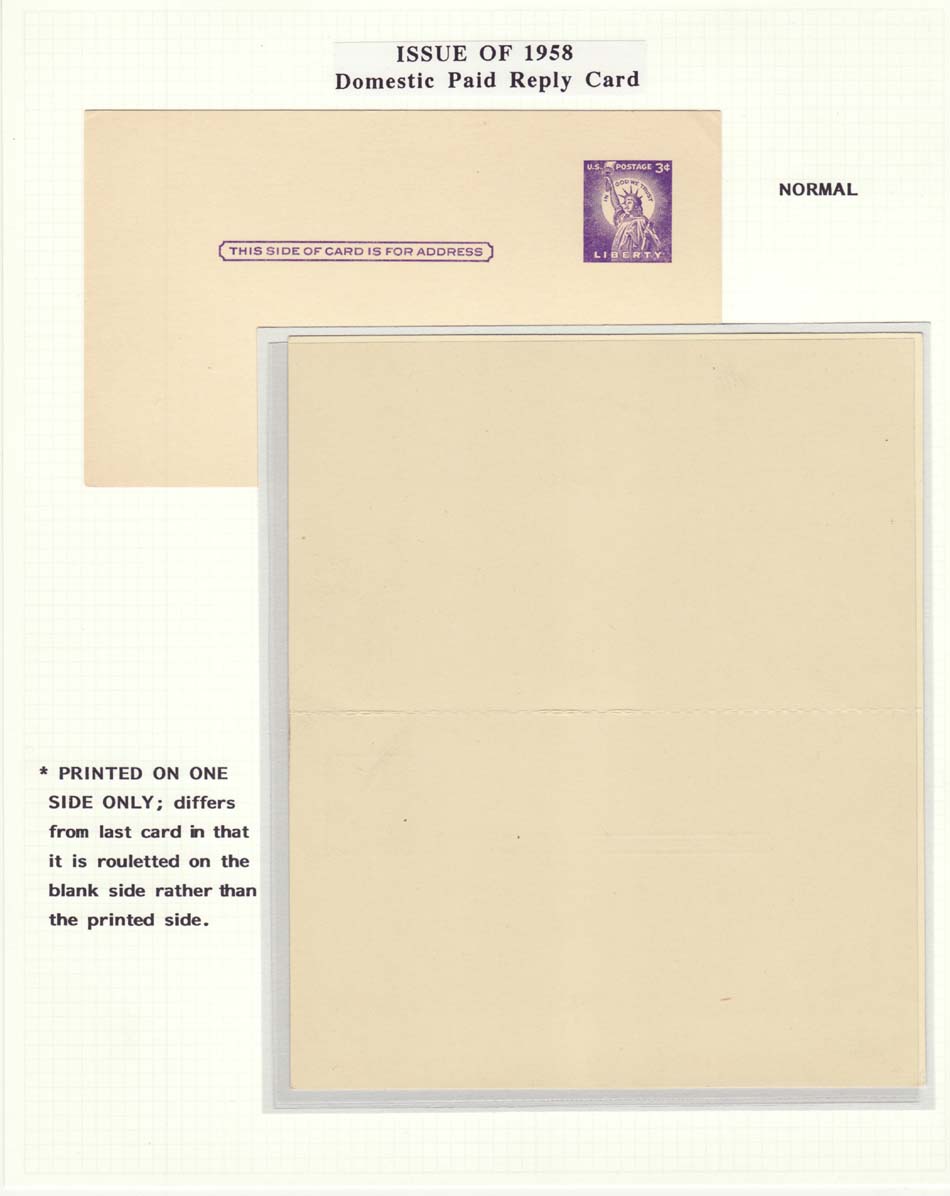 ISSUE OF 1958
Domestic Paid Reply Card
U.S. POSTAGE 3¢
IN GOD WE TRUST
LIBERTY
NORMAL
THIS SIDE OF CARD IS FOR ADDRESS
* PRINTED ON ONE
SIDE ONLY; differs
from last card in that
it is rouletted on the
blank side rather than
the printed side.